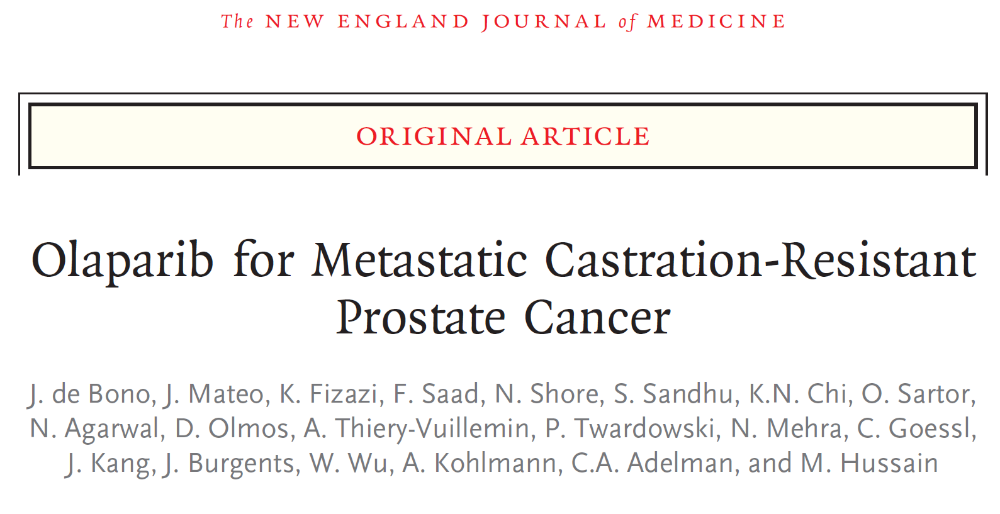 The NEW ENGLAND JOURNAL of MEDICINE
ORIGINAL ARTICLE
Olaparib for Metastatic Castration-Resistant
Prostate Cancer
J. de Bono, J. Mateo, K. Fizazi, F. Saad, N. Shore, S. Sandhu, K.N. Chi, O. Sartor,
N. Agarwal, D. Olmos, A. Thiery-Vuillemin, P. Twardowski, N. Mehra, C. Goessl,
J. Kang, J. Burgents, W. Wu, A. Kohlmann, C.A. Adelman, and M. Hussain